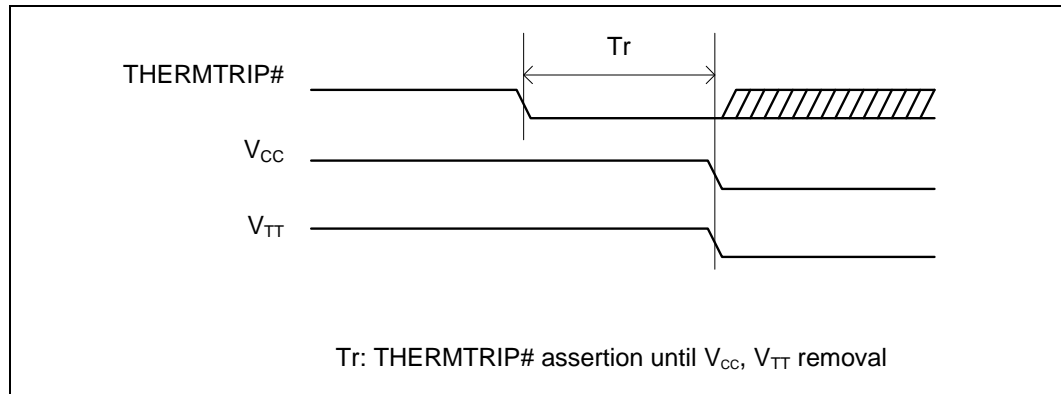 Tr
THERMTRIP#
VCC
VTT
Tr: THERMTRIP# assertion until VCC, VTT removal